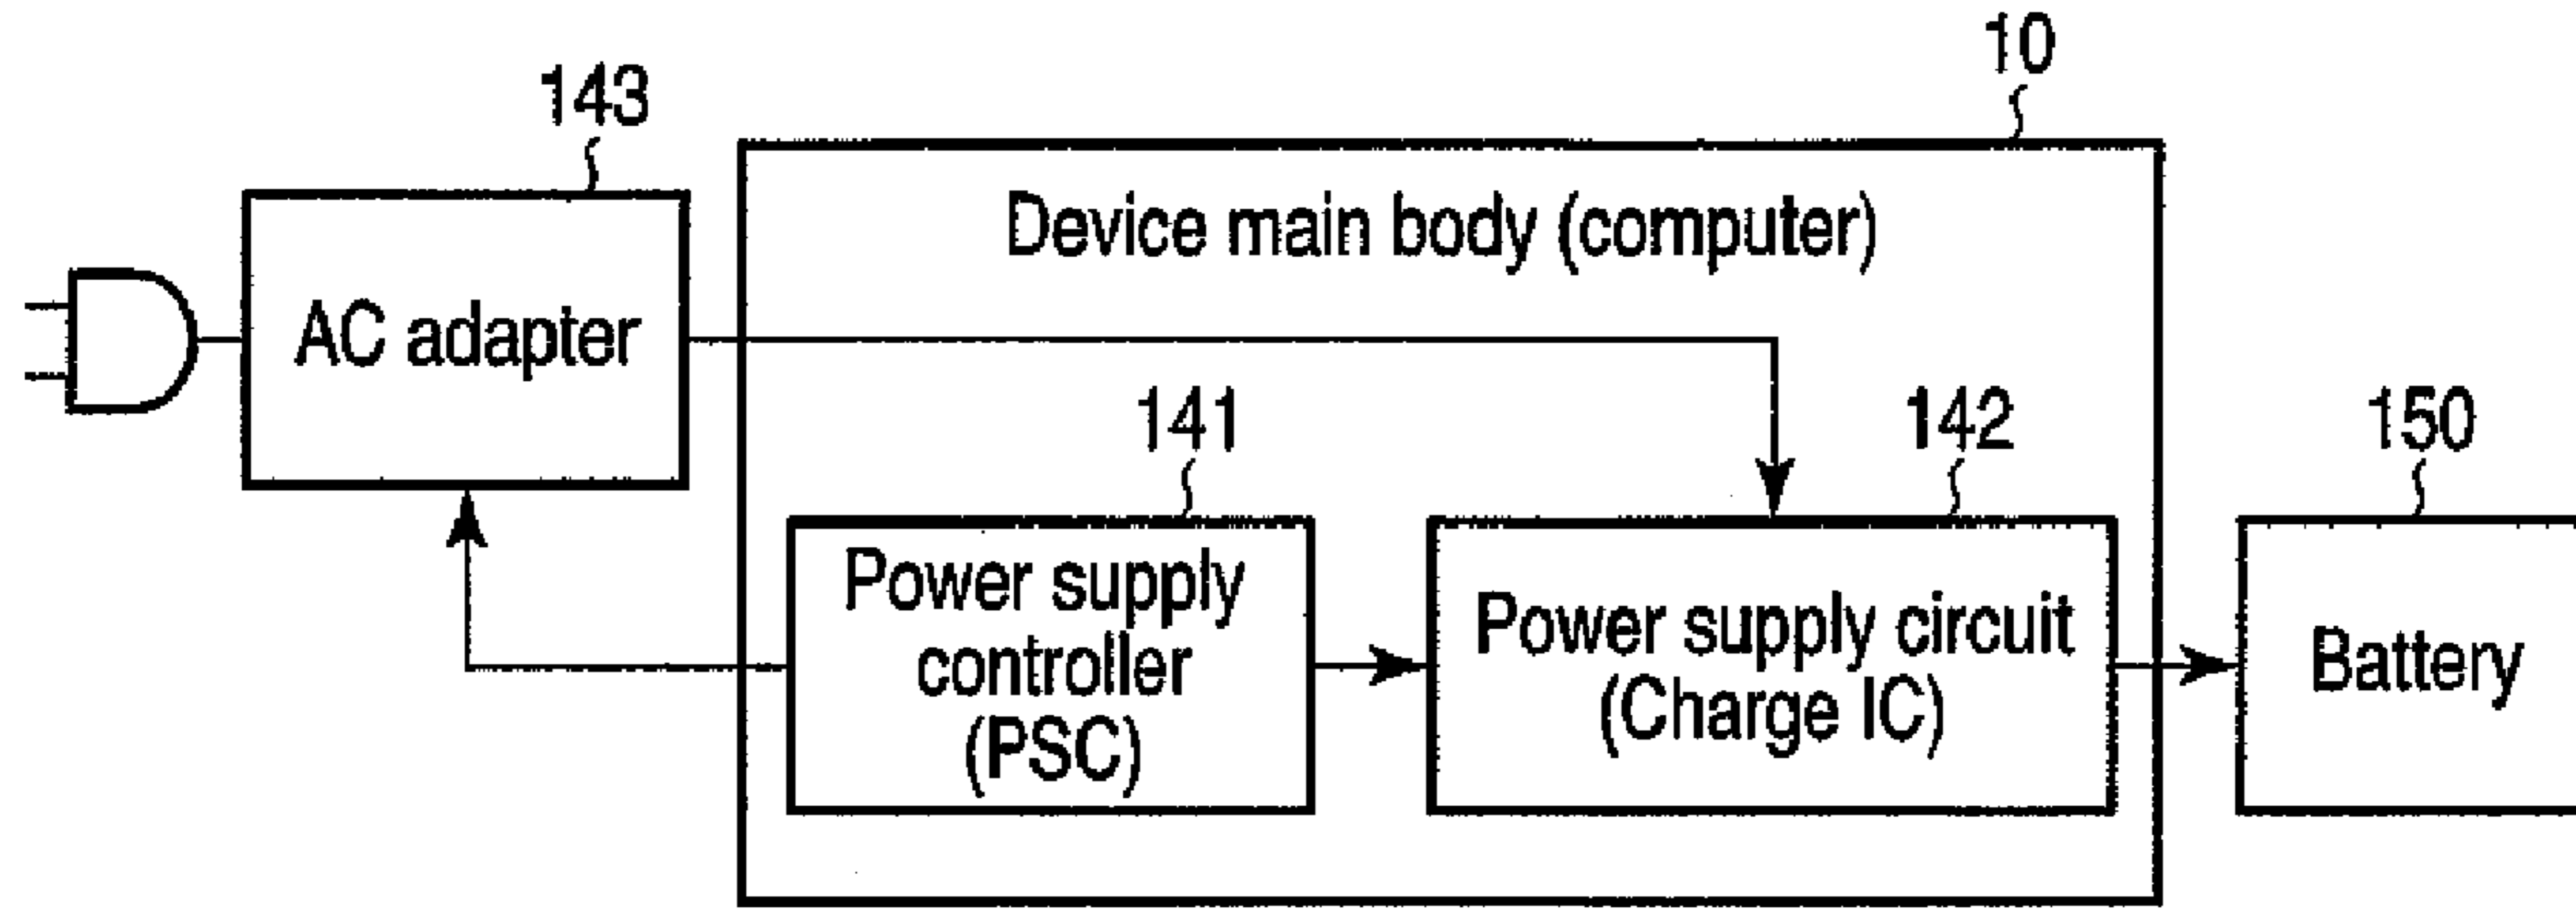 10
143
Device main body (computer)
AC adapter
141
142
150
Power supply
controller
(PSC)
Power supply circuit
(Charge IC)
Battery